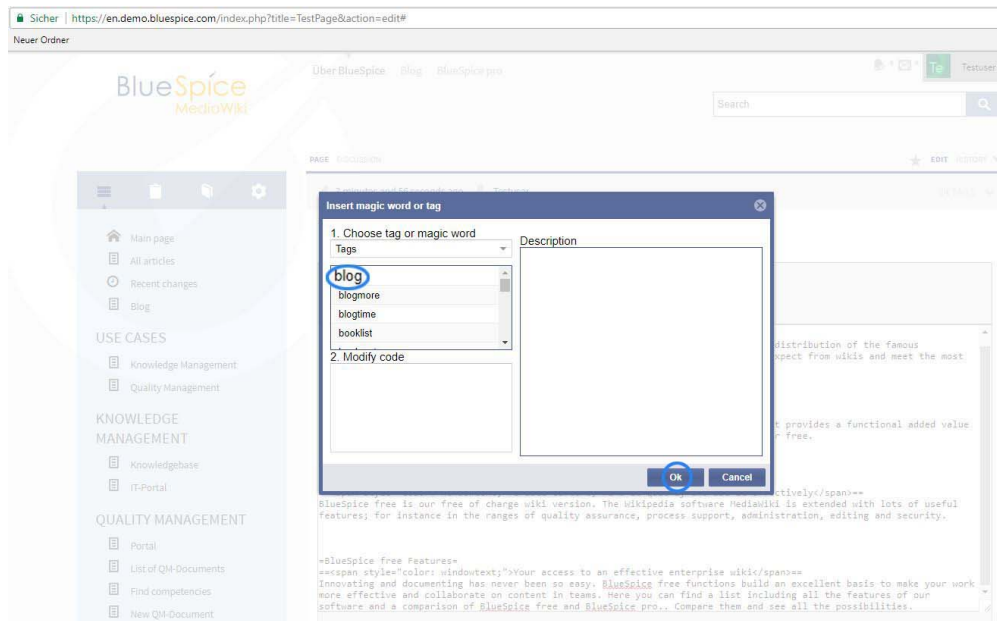 Sicher | https://en.demo.bluespice.com/index.php?title=TestPage&action=edit#
Neuer Ordner
BlueSpice
MediaWiki
Über BlueSpice Blog BlueSpice pro
Te Testuser
Search
PAGE DISCUSSION
EDIT HISTORY
7 minutes and 56 seconds ago Testuser
DETAILS
Main page
All articles
Recent changes
Blog
USE CASES
Knowledge Management
Quality Management
KNOWLEDGE
MANAGEMENT
Knowledgebase
IT-Portal
QUALITY MANAGEMENT
Portal
List of QM-Documents
Find competencies
New QM-Document
Insert magic word or tag
1. Choose tag or magic word
Tags
blog
blogmore
blogtime
booklist
2. Modify code
Description
Ok
Cancel
distribution of the famous
xpect from wikis and meet the most
t provides a functional added value
r free.
ctively</span>==
BlueSpice free is our free of charge wiki version. The Wikipedia software MediaWiki is extended with lots of useful
features; for instance in the ranges of quality assurance, process support, administration, editing and security.
=BlueSpice free Features=
==<span style="color: windowtext;">Your access to an effective enterprise wiki</span>==
Innovating and documenting has never been so easy. BlueSpice free functions build an excellent basis to make your work
more effective and collaborate on content in teams. Here you can find a list including all the features of our
software and a comparison of BlueSpice free and BlueSpice pro.. Compare them and see all the possibilities.